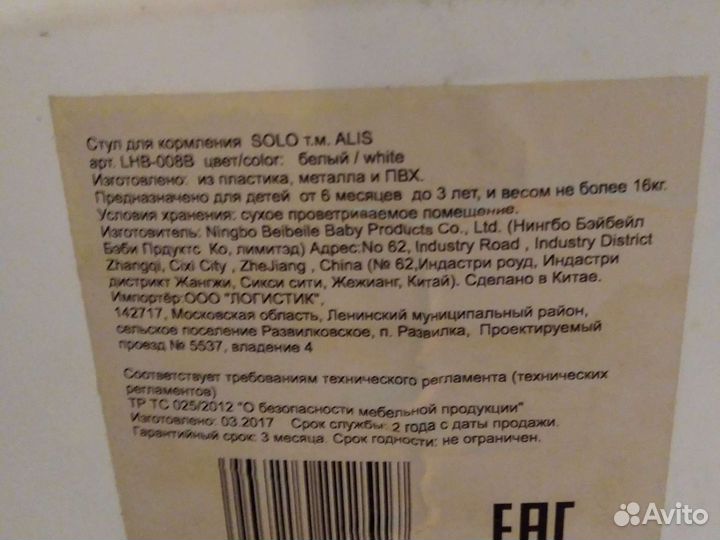 Стул для кормления SOLO т.м. ALIS
арт. LHB-008B цвет/color: белый / white
Изготовлено: из пластика, металла и ПВХ.
Предназначено для детей от 6 месяцев до 3 лет, и весом не более 16кг.
Условия хранения: сухое проветриваемое помещение.
Изготовитель: Ningbo Beibeile Baby Products Co., Ltd. (Нингбо Бэйбейл
Бэби Прдуктс Ко, лимитэд) Адрес:No 62, Industry Road , Industry District
Zhangqi, Cixi City , ZheJiang , China (№ 62,Индастри роуд, Индастри
дистрикт Жангжи, Сикси сити, Жежианг, Китай). Сделано в Китае.
Импортёр:ООО "ЛОГИСТИК",
142717, Московская область, Ленинский муниципальный район,
сельское поселение Развилковское, п. Развилка, Проектируемый
проезд № 5537, владение 4
Соответствует требованиям технического регламента (технических
регламентов)
ТР ТС 025/2012 "О безопасности мебельной продукции"
Изготовлено: 03.2017 Срок службы: 2 года с даты продажи.
Гарантийный срок: 3 месяца. Срок годности: не ограничен.
EAC
Avito